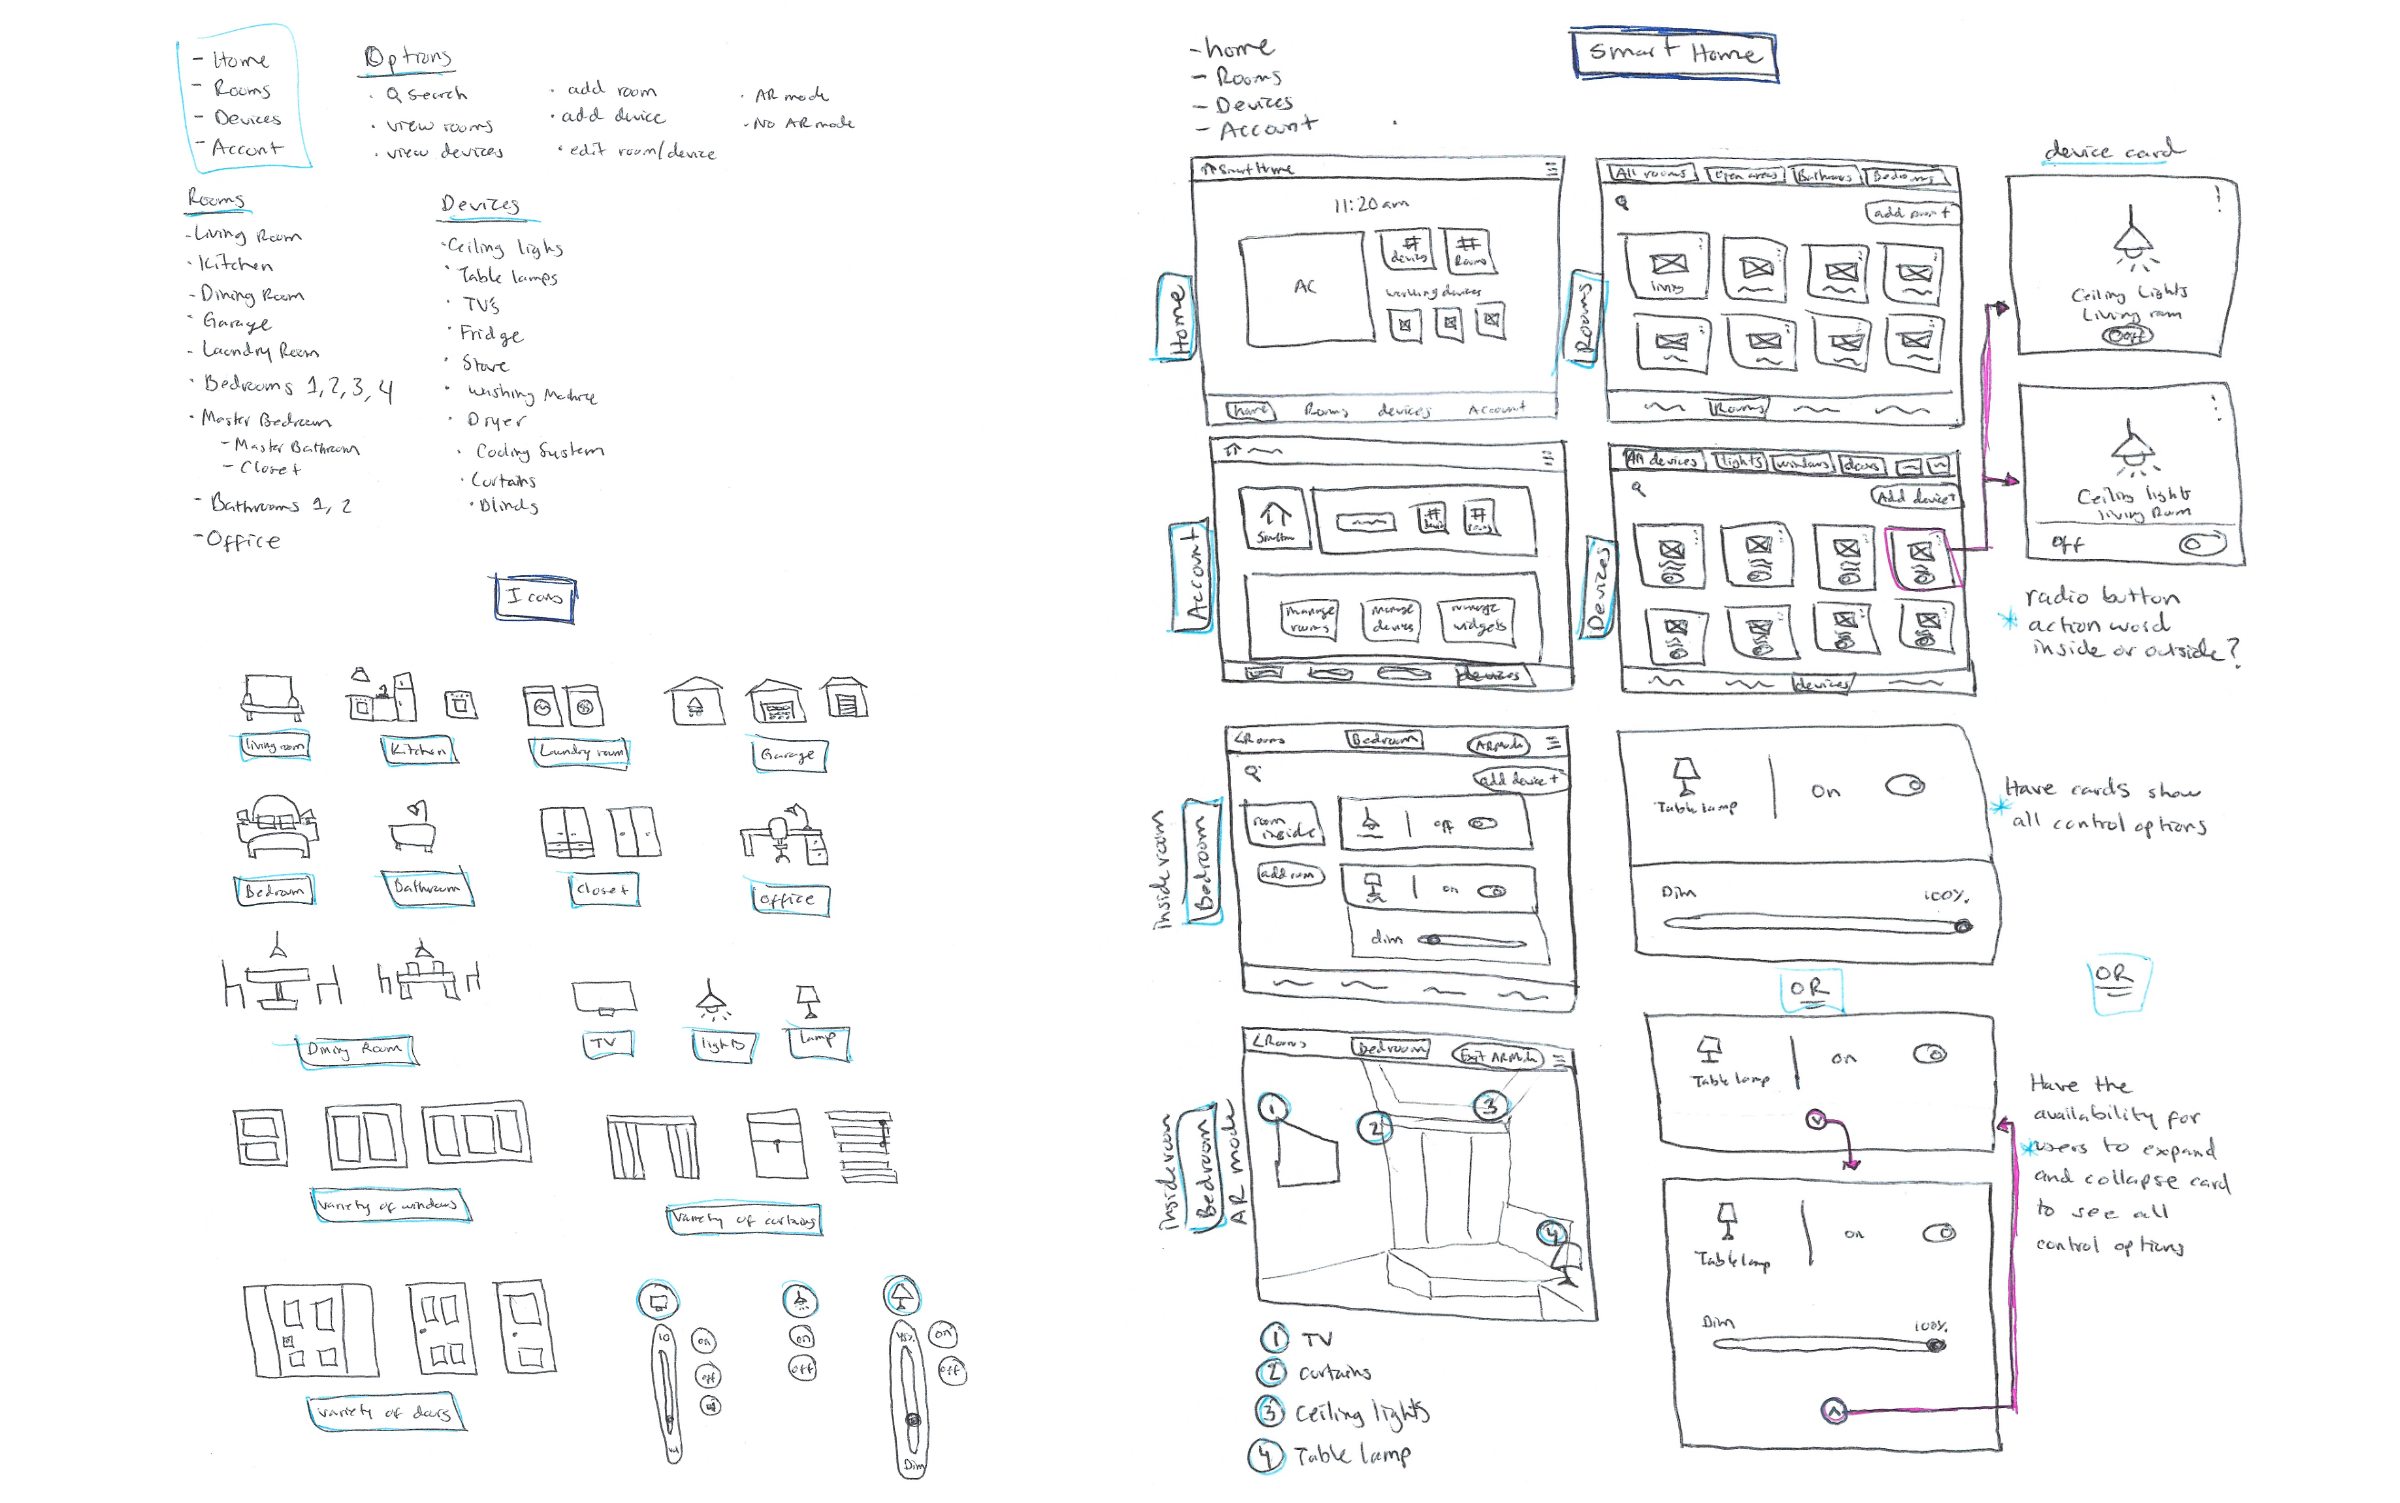 - Home
- Rooms
- Devices
- Account
Options
· Search
· view rooms
· view devices
· add room
· add device
· edit room/device
· AR mode
· No AR mode
Rooms
- Living Room
· Kitchen
- Dining Room
· Garage
- Laundry Room
· Bedrooms 1, 2, 3, 4
· Master Bedroom
- Master Bathroom
- Closet
- Bathrooms 1, 2
- Office
Devices
· Ceiling lighs
· Table lamps
· TV's
· Fridge
· Stove
· Washing Machine
· Dryer
· Cooling System
· Curtains
· Blinds
Icons
living room
Kitchen
Laundry room
Garage
Bedroom
Bathroom
Closet
office
Dining Room
TV
lights
lamp
Variety of windows
Variety of curtains
Variety of doors
10
on
off
Vol
on
off
45%
on
off
Dim
Smart Home
- home
- Rooms
- Devices
- Account
Home
Smart Home
11:20 am
AC
# devices
# Rooms
working devices
home
Rooms
devices
Account
Rooms
All rooms
Open areas
Bathrooms
Bedrooms
add room +
living
Rooms
device card
Ceiling Lights
Living room
Off
Ceiling lights
living Room
Off
* radio button
action word
inside or outside?
Account
#
#
manage
rooms
manage
devices
manage
widgets
devices
Devices
All devices
lights
windows
doors
Add device +
devices
inside room
Bedroom
< Rooms
Bedroom
AR Mode
add device +
room
inside
add room
off
on
dim
Table lamp
on
Dim
100%
* Have cards show
all control options
OR
OR
Table lamp
on
Table lamp
on
Dim
100%
Have the
availability for
* users to expand
and collapse card
to see all
control options
inside room
Bedroom
AR mode
< Rooms
Bedroom
Exit AR Mode
1
2
3
4
1 TV
2 curtains
3 Ceiling lights
4 Table lamp